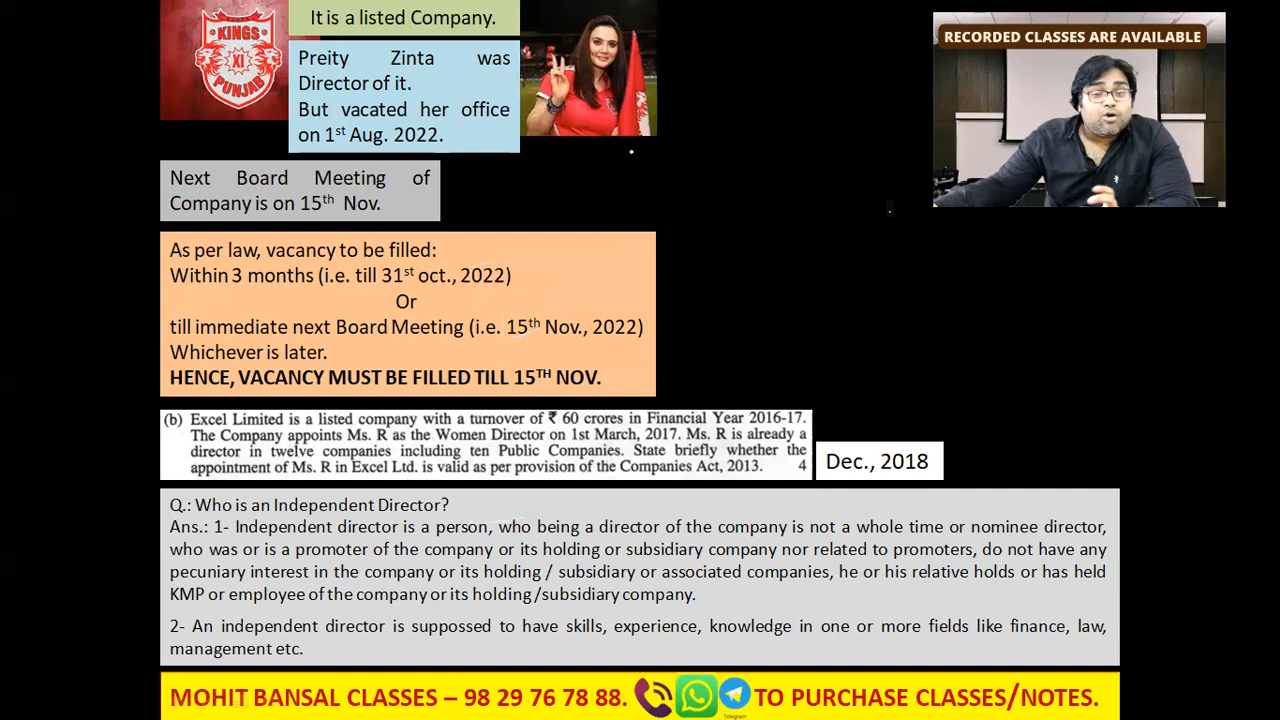 KINGS
XI
PUNJAB
It is a listed Company.
Preity Zinta was
Director of it.
But vacated her office
on 1st Aug. 2022.
RECORDED CLASSES ARE AVAILABLE
Next Board Meeting of
Company is on 15th Nov.
As per law, vacancy to be filled:
Within 3 months (i.e. till 31st oct., 2022)
Or
till immediate next Board Meeting (i.e. 15th Nov., 2022)
Whichever is later.
HENCE, VACANCY MUST BE FILLED TILL 15TH NOV.
(b) Excel Limited is a listed company with a turnover of ₹ 60 crores in Financial Year 2016-17.
The Company appoints Ms. R as the Women Director on 1st March, 2017. Ms. R is already a
director in twelve companies including ten Public Companies. State briefly whether the
appointment of Ms. R in Excel Ltd. is valid as per provision of the Companies Act, 2013. 4
Dec., 2018
Q.: Who is an Independent Director?
Ans.: 1- Independent director is a person, who being a director of the company is not a whole time or nominee director,
who was or is a promoter of the company or its holding or subsidiary company nor related to promoters, do not have any
pecuniary interest in the company or its holding / subsidiary or associated companies, he or his relative holds or has held
KMP or employee of the company or its holding/subsidiary company.
2- An independent director is suppossed to have skills, experience, knowledge in one or more fields like finance, law,
management etc.
MOHIT BANSAL CLASSES – 98 29 76 78 88. TO PURCHASE CLASSES/NOTES.
Telegram